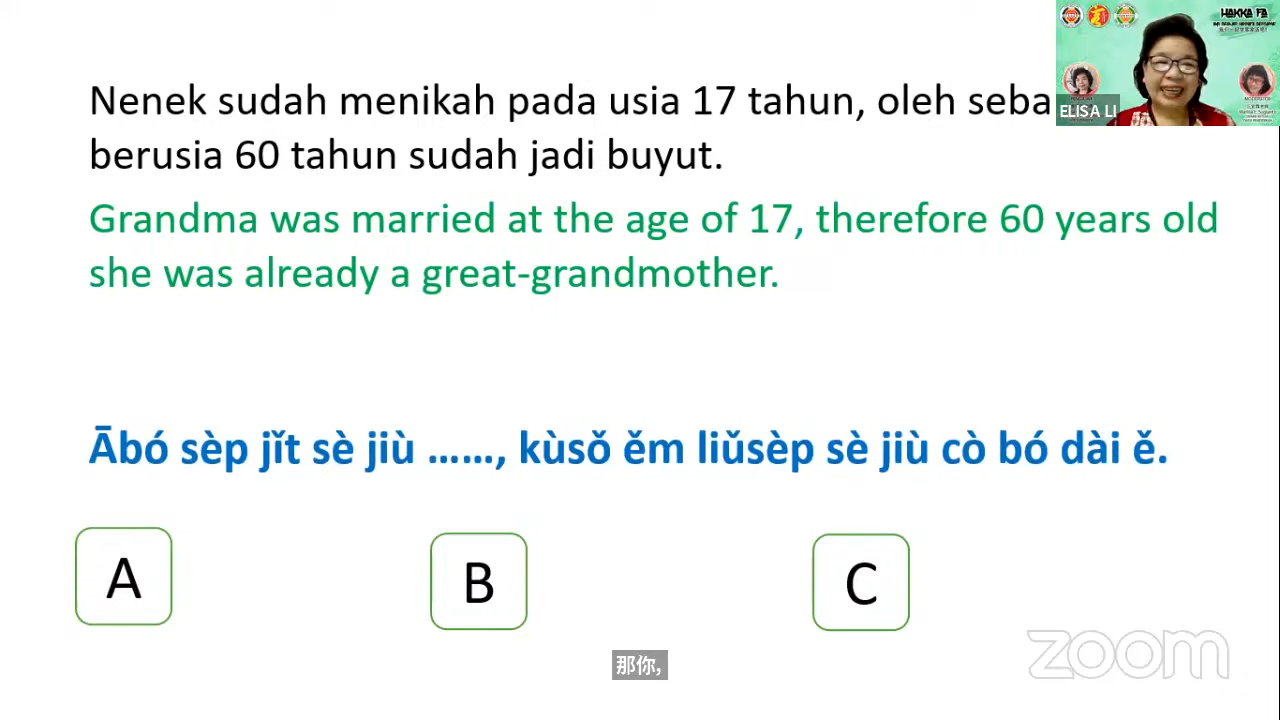 Nenek sudah menikah pada usia 17 tahun, oleh seba
berusia 60 tahun sudah jadi buyut.
Grandma was married at the age of 17, therefore 60 years old
she was already a great-grandmother.
Ābó sèp jǐt sè jiù ……, kùsǒ ěm liǔsèp sè jiù cò bó dài ě.
A
B
C
那你,
zoom
HAKKA FA
ELISA LI
MODERATOR